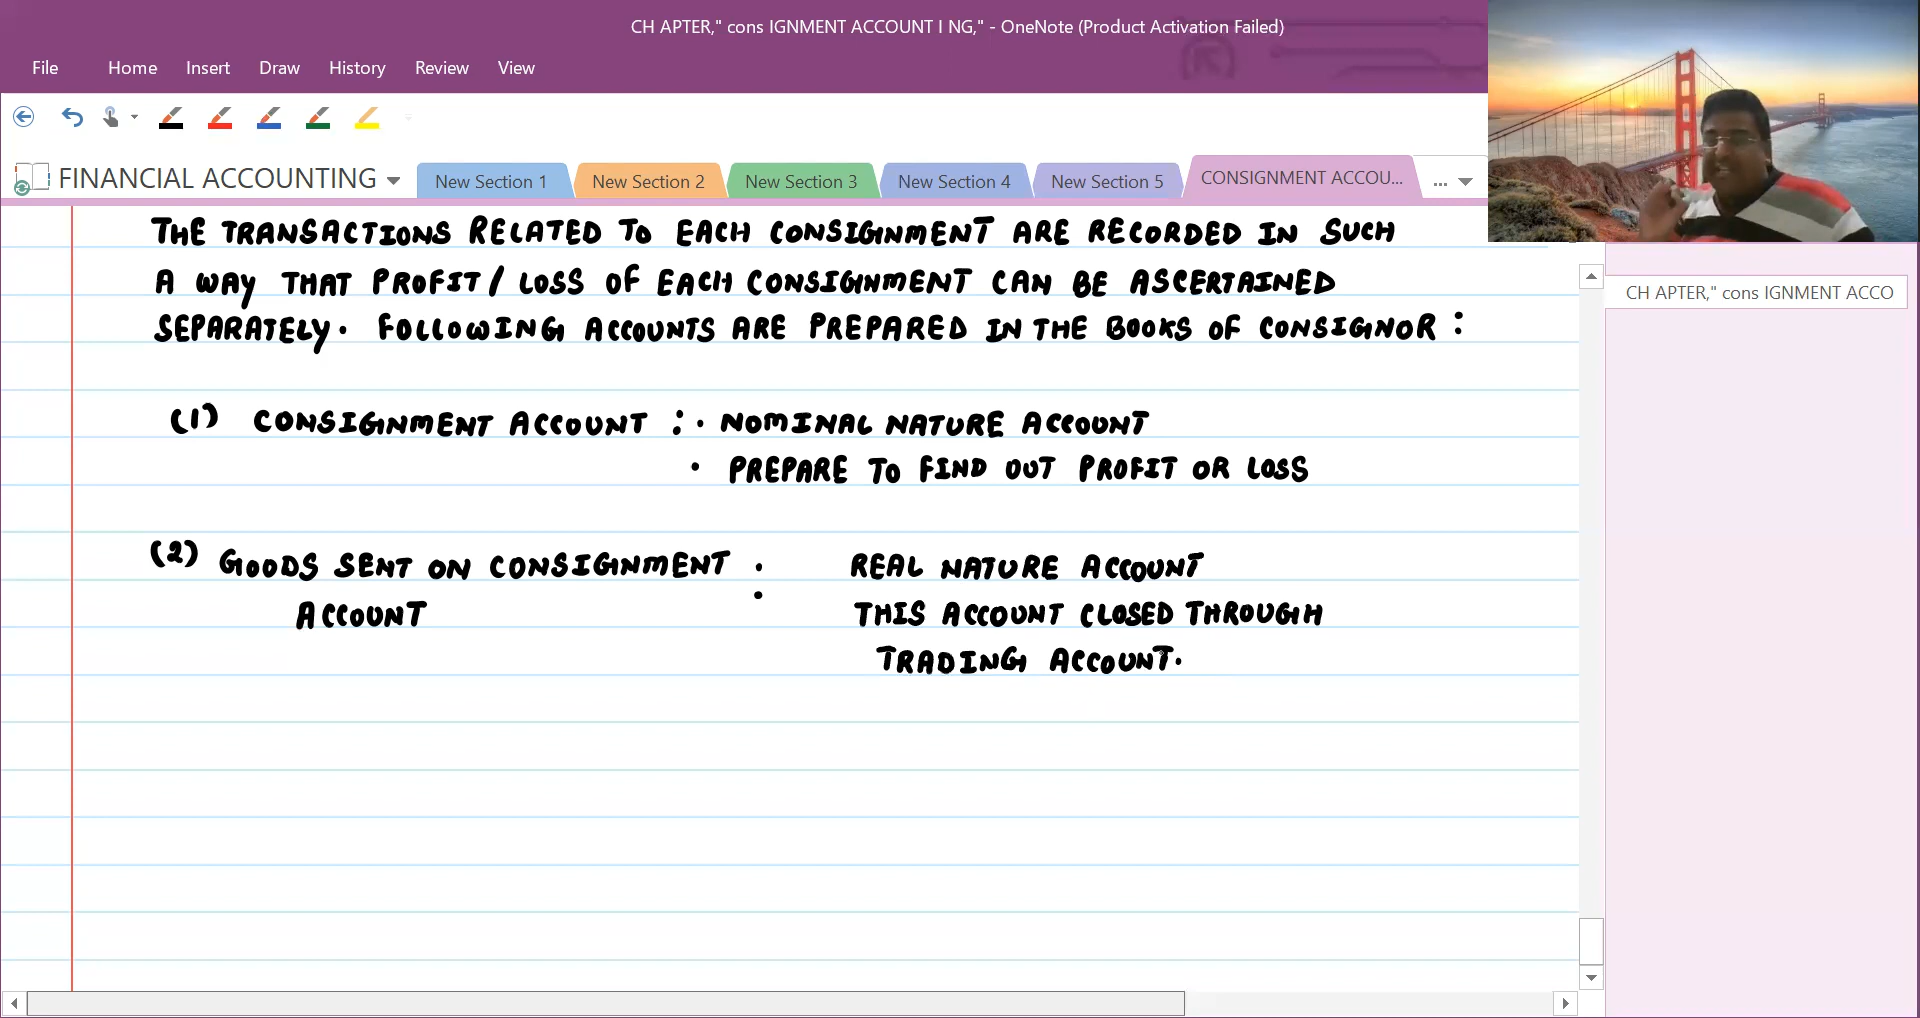 CH APTER," cons IGNMENT ACCOUNT I NG," - OneNote (Product Activation Failed)
File Home Insert Draw History Review View
FINANCIAL ACCOUNTING New Section 1 New Section 2 New Section 3 New Section 4 New Section 5 CONSIGNMENT ACCOU... ...
CH APTER," cons IGNMENT ACCO
THE TRANSACTIONS RELATED TO EACH CONSIGNMENT ARE RECORDED IN SUCH
A WAY THAT PROFIT / LOSS OF EACH CONSIGNMENT CAN BE ASCERTAINED
SEPARATELY. FOLLOWING ACCOUNTS ARE PREPARED IN THE BOOKS OF CONSIGNOR :
(1) CONSIGNMENT ACCOUNT : • NOMINAL NATURE ACCOUNT
• PREPARE TO FIND OUT PROFIT OR LOSS
(2) GOODS SENT ON CONSIGNMENT : REAL NATURE ACCOUNT
ACCOUNT THIS ACCOUNT CLOSED THROUGH
TRADING ACCOUNT.